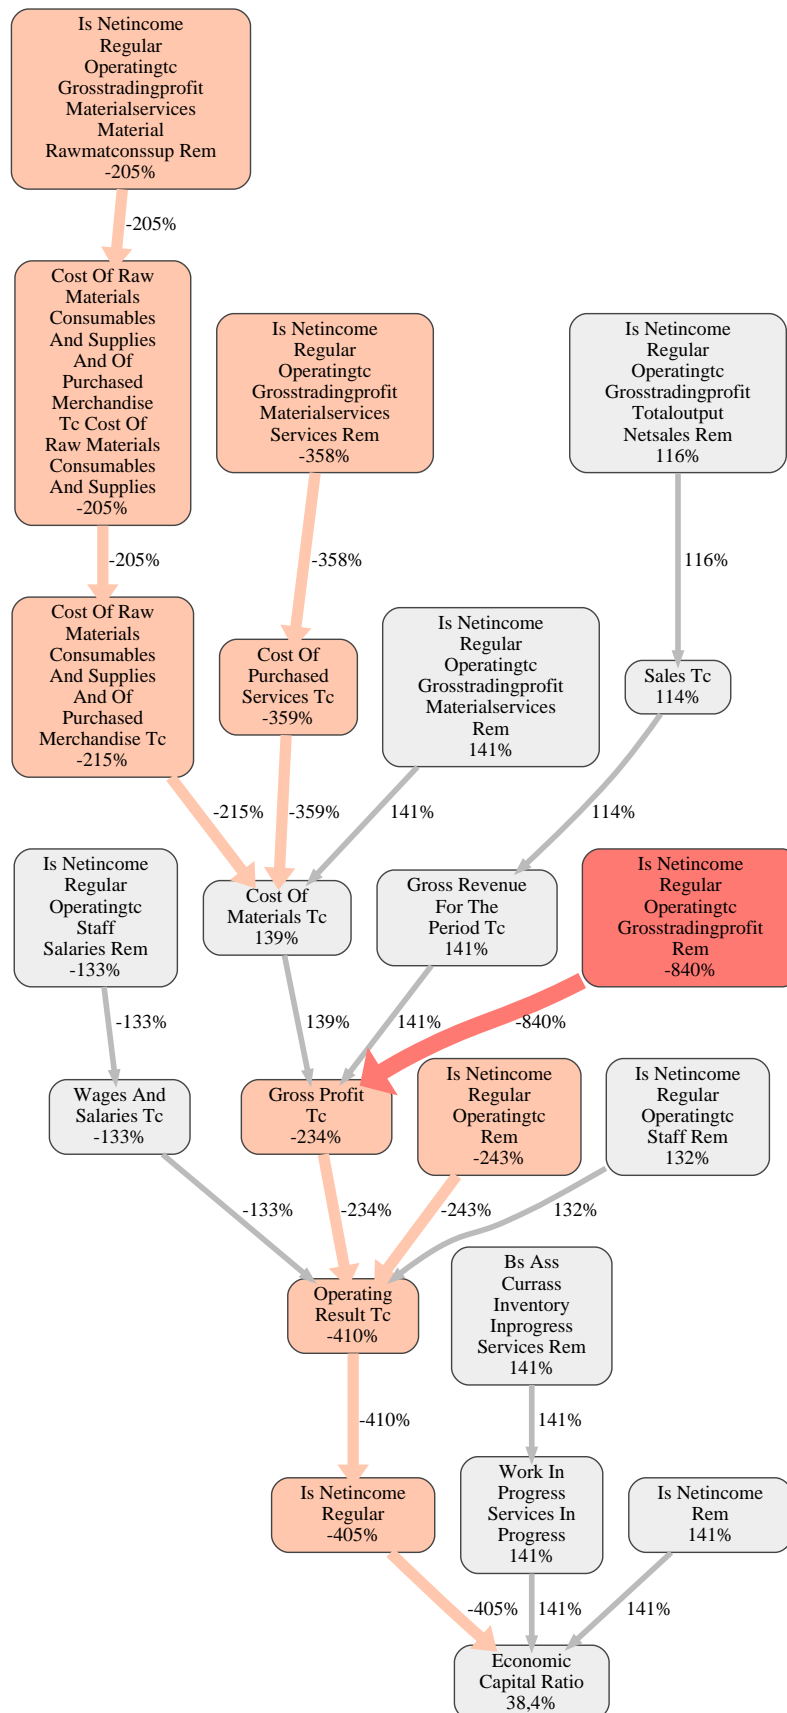 Is Netincome
Regular
Operatingtc
Grosstradingprofit
Materialservices
Material
Rawmatconssup Rem
-205%
-205%
Cost Of Raw
Materials
Consumables
And Supplies
And Of
Purchased
Merchandise
Tc Cost Of
Raw Materials
Consumables
And Supplies
-205%
Is Netincome
Regular
Operatingtc
Grosstradingprofit
Materialservices
Services Rem
-358%
Is Netincome
Regular
Operatingtc
Grosstradingprofit
Totaloutput
Netsales Rem
116%
-205%
-358%
116%
Cost Of Raw
Materials
Consumables
And Supplies
And Of
Purchased
Merchandise Tc
-215%
Cost Of
Purchased
Services Tc
-359%
Is Netincome
Regular
Operatingtc
Grosstradingprofit
Materialservices
Rem
141%
Sales Tc
114%
-215%
-359%
141%
114%
Is Netincome
Regular
Operatingtc
Staff
Salaries Rem
-133%
Cost Of
Materials Tc
139%
Gross Revenue
For The
Period Tc
141%
Is Netincome
Regular
Operatingtc
Grosstradingprofit
Rem
-840%
-133%
139%
141%
-840%
Wages And
Salaries Tc
-133%
Gross Profit
Tc
-234%
Is Netincome
Regular
Operatingtc
Rem
-243%
Is Netincome
Regular
Operatingtc
Staff Rem
132%
-133%
-234%
-243%
132%
Operating
Result Tc
-410%
Bs Ass
Currass
Inventory
Inprogress
Services Rem
141%
-410%
141%
Is Netincome
Regular
-405%
Work In
Progress
Services In
Progress
141%
Is Netincome
Rem
141%
-405%
141%
141%
Economic
Capital Ratio
38,4%